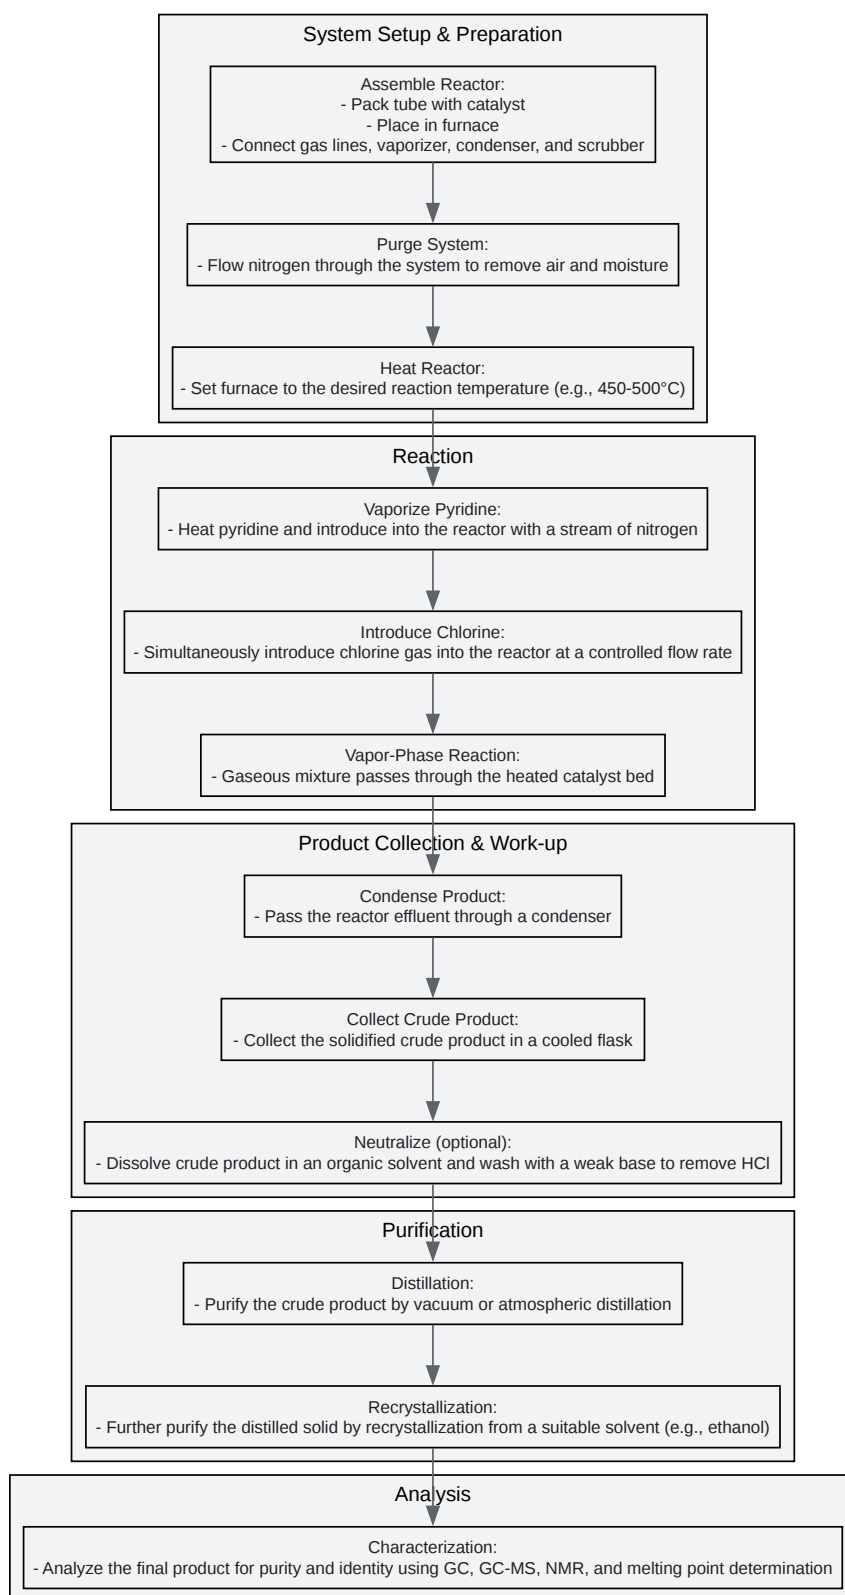 System Setup & Preparation
Assemble Reactor:
- Pack tube with catalyst
- Place in furnace
- Connect gas lines, vaporizer, condenser, and scrubber
Purge System:
- Flow nitrogen through the system to remove air and moisture
Heat Reactor:
- Set furnace to the desired reaction temperature (e.g., 450-500°C)
Reaction
Vaporize Pyridine:
- Heat pyridine and introduce into the reactor with a stream of nitrogen
Introduce Chlorine:
- Simultaneously introduce chlorine gas into the reactor at a controlled flow rate
Vapor-Phase Reaction:
- Gaseous mixture passes through the heated catalyst bed
Product Collection & Work-up
Condense Product:
- Pass the reactor effluent through a condenser
Collect Crude Product:
- Collect the solidified crude product in a cooled flask
Neutralize (optional):
- Dissolve crude product in an organic solvent and wash with a weak base to remove HCl
Purification
Distillation:
- Purify the crude product by vacuum or atmospheric distillation
Recrystallization:
- Further purify the distilled solid by recrystallization from a suitable solvent (e.g., ethanol)
Analysis
Characterization:
- Analyze the final product for purity and identity using GC, GC-MS, NMR, and melting point determination